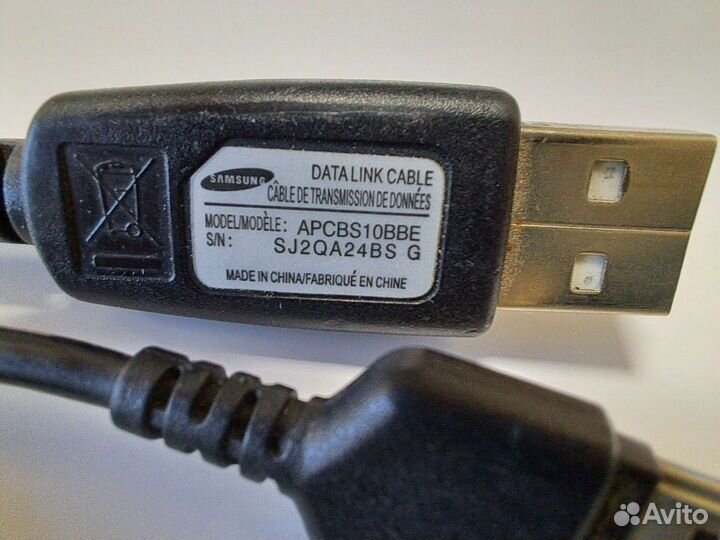 SAMSUNG
DATA LINK CABLE
CÂBLE DE TRANSMISSION DE DONNÉES
MODEL/MODÈLE: APCBS10BBE
S/N: SJ2QA24BS G
MADE IN CHINA/FABRIQUÉ EN CHINE
Avito